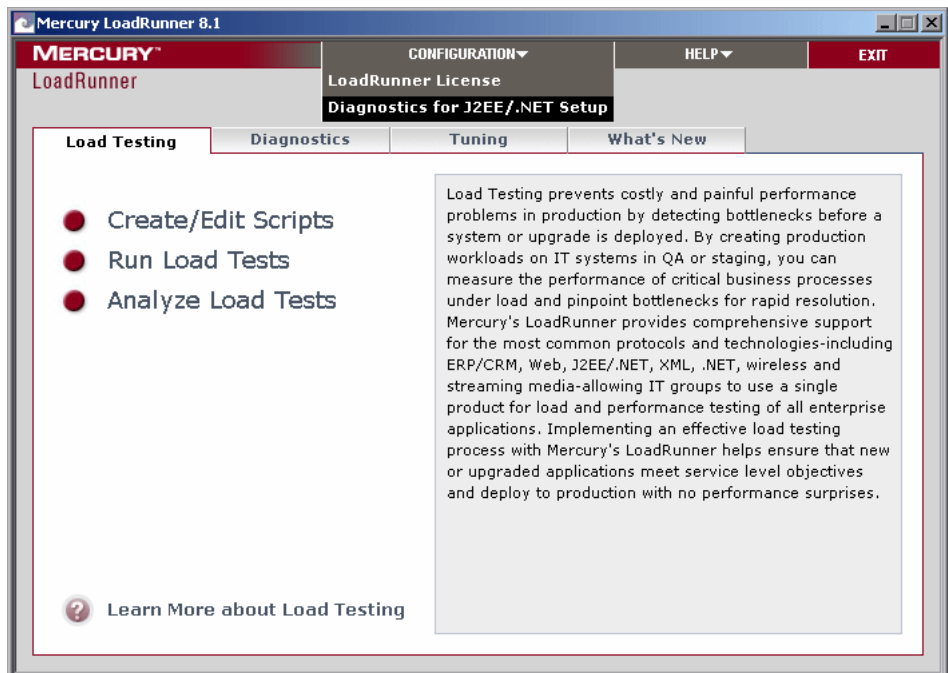 Mercury LoadRunner 8.1
MERCURY™
CONFIGURATION
HELP
EXIT
LoadRunner
LoadRunner License
Diagnostics for J2EE/.NET Setup
Load Testing
Diagnostics
Tuning
What's New
Create/Edit Scripts
Run Load Tests
Analyze Load Tests
Load Testing prevents costly and painful performance
problems in production by detecting bottlenecks before a
system or upgrade is deployed. By creating production
workloads on IT systems in QA or staging, you can
measure the performance of critical business processes
under load and pinpoint bottlenecks for rapid resolution.
Mercury's LoadRunner provides comprehensive support
for the most common protocols and technologies-including
ERP/CRM, Web, J2EE/.NET, XML, .NET, wireless and
streaming media-allowing IT groups to use a single
product for load and performance testing of all enterprise
applications. Implementing an effective load testing
process with Mercury's LoadRunner helps ensure that new
or upgraded applications meet service level objectives
and deploy to production with no performance surprises.
? Learn More about Load Testing